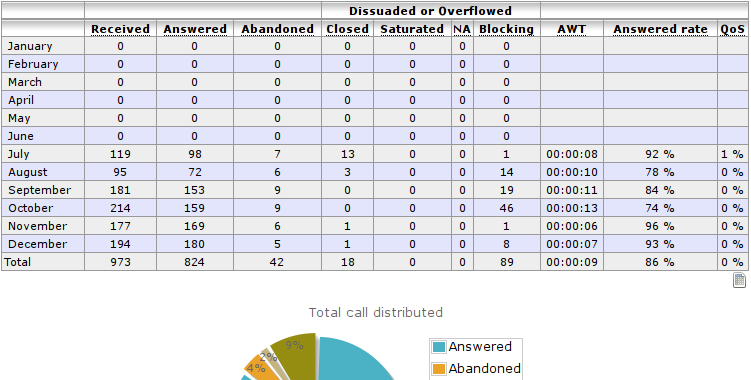 Dissuaded or Overflowed
Received Answered Abandoned Closed Saturated NA Blocking AWT Answered rate QoS
January 0 0 0 0 0 0 0
February 0 0 0 0 0 0 0
March 0 0 0 0 0 0 0
April 0 0 0 0 0 0 0
May 0 0 0 0 0 0 0
June 0 0 0 0 0 0 0
July 119 98 7 13 0 0 1 00:00:08 92 % 1 %
August 95 72 6 3 0 0 14 00:00:10 78 % 0 %
September 181 153 9 0 0 0 19 00:00:11 84 % 0 %
October 214 159 9 0 0 0 46 00:00:13 74 % 0 %
November 177 169 6 1 0 0 1 00:00:06 96 % 0 %
December 194 180 5 1 0 0 8 00:00:07 93 % 0 %
Total 973 824 42 18 0 0 89 00:00:09 86 % 0 %
Total call distributed
9%
2%
4%
Answered
Abandoned